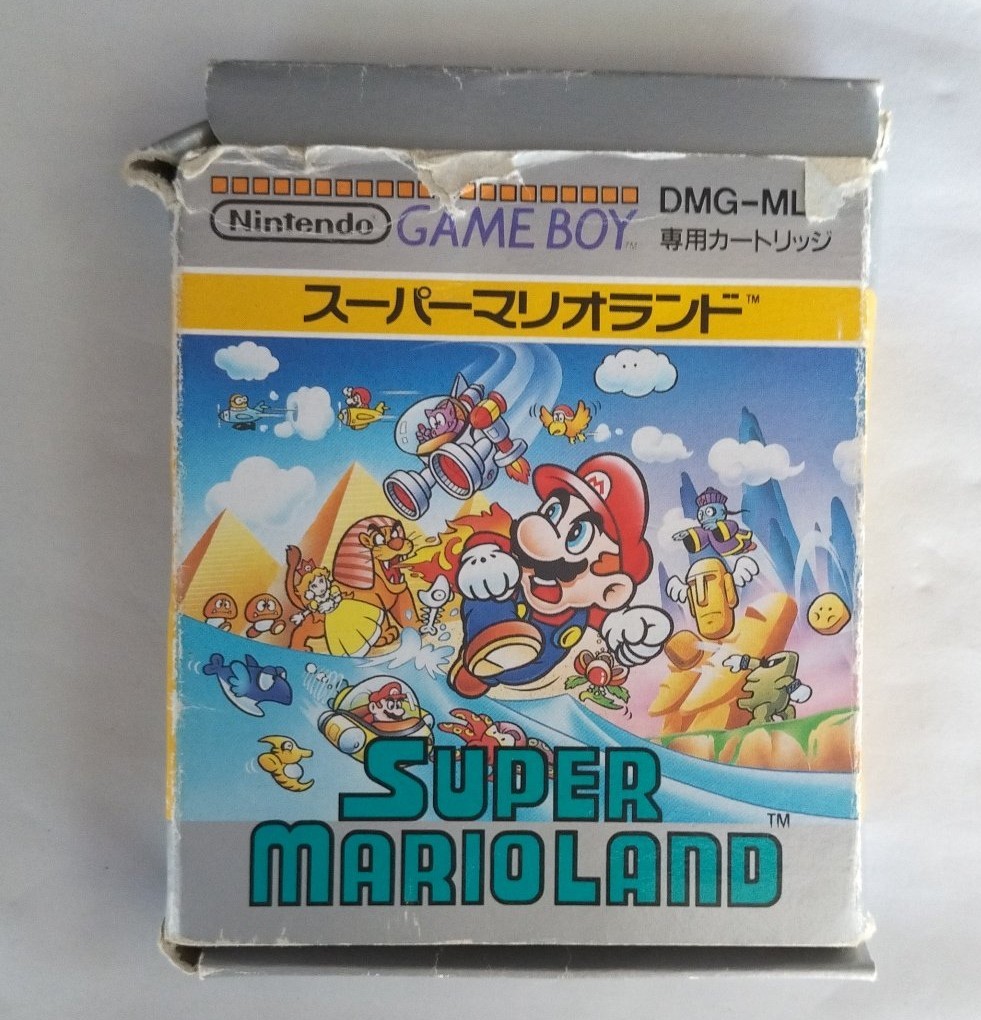 Nintendo GAME BOY™
DMG-ML
専用カートリッジ
スーパーマリオランド™
M
SUPER
MARIOLAND™